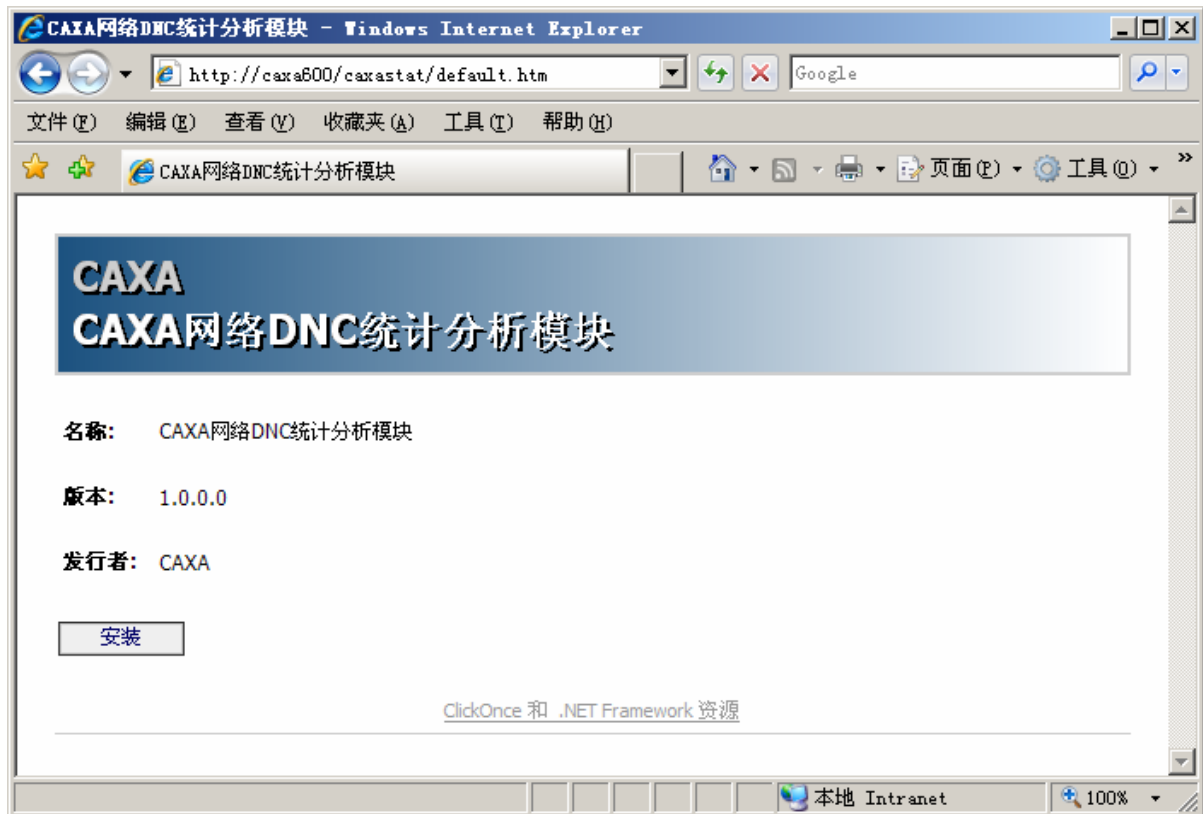 CAXA网络DNC统计分析模块 - Windows Internet Explorer
http://caxa600/caxastat/default.htm Google
文件(F) 编辑(E) 查看(V) 收藏夹(A) 工具(T) 帮助(H)
CAXA网络DNC统计分析模块 页面(P) 工具(O) »
CAXA
CAXA网络DNC统计分析模块
名称: CAXA网络DNC统计分析模块
版本: 1.0.0.0
发行者: CAXA
安装
ClickOnce 和 .NET Framework 资源
本地 Intranet 100%